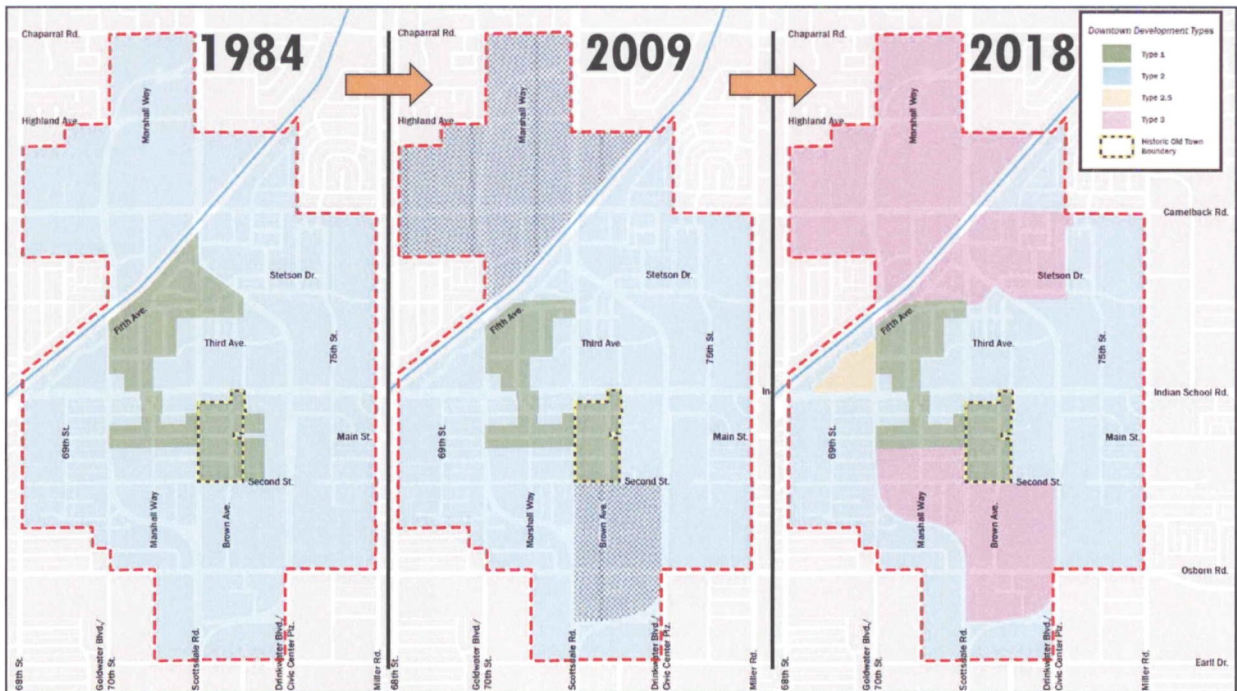 1984
2009
2018
Downtown Development Types
Type 1
Type 2
Type 2.5
Type 3
Historic Old Town
Boundary
Chaparral Rd.
Highland Ave.
Marshall Way
Stetson Dr.
Fifth Ave.
Third Ave.
75th St.
69th St.
Main St.
Second St.
Marshall Way
Brown Ave.
68th St.
Goldwater Blvd./
70th St.
Scottsdale Rd.
Drinkwater Blvd./
Civic Center Plz.
Miller Rd.
Chaparral Rd.
Highland Ave.
Marshall Way
Stetson Dr.
Fifth Ave.
Third Ave.
75th St.
In
69th St.
Main St.
Second St.
Marshall Way
Brown Ave.
68th St.
Goldwater Blvd./
70th St.
Scottsdale Rd.
Drinkwater Blvd./
Civic Center Plz.
Miller Rd.
Chaparral Rd.
Highland Ave.
Marshall Way
Camelback Rd.
Stetson Dr.
Fifth Ave.
Third Ave.
75th St.
Indian School Rd.
69th St.
Main St.
Second St.
Marshall Way
Brown Ave.
Osborn Rd.
68th St.
Goldwater Blvd./
70th St.
Scottsdale Rd.
Drinkwater Blvd./
Civic Center Plz.
Miller Rd.
Earll Dr.